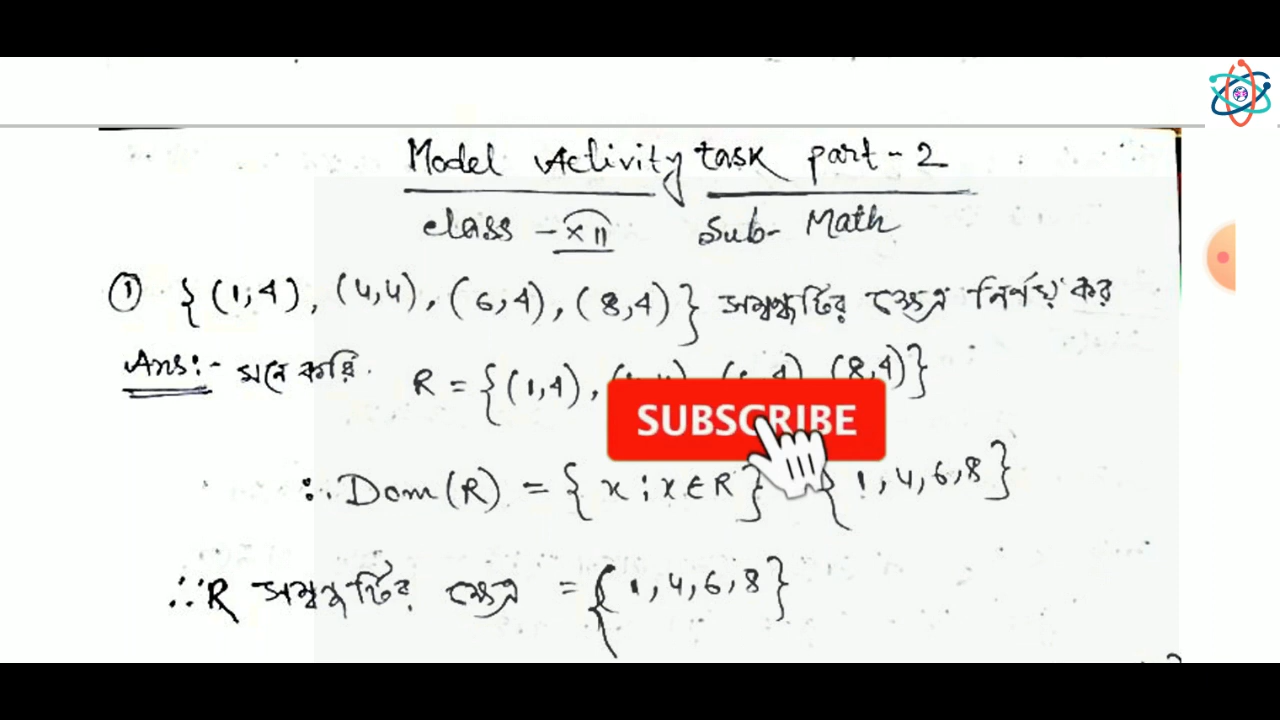 Model Activity task part - 2
class - XII Sub- Math
① {(1,4), (4,4), (6,4), (8,4)} সম্বন্ধটির ক্ষেত্র নির্ণয় কর
Ans:- মনে করি. R = {(1,4), (8,4)}
SUBSCRIBE
∴ Dom(R) = {x : x ∈ R} {1,4,6,8}
∴ R সম্বন্ধটির ক্ষেত্র = {1,4,6,8}